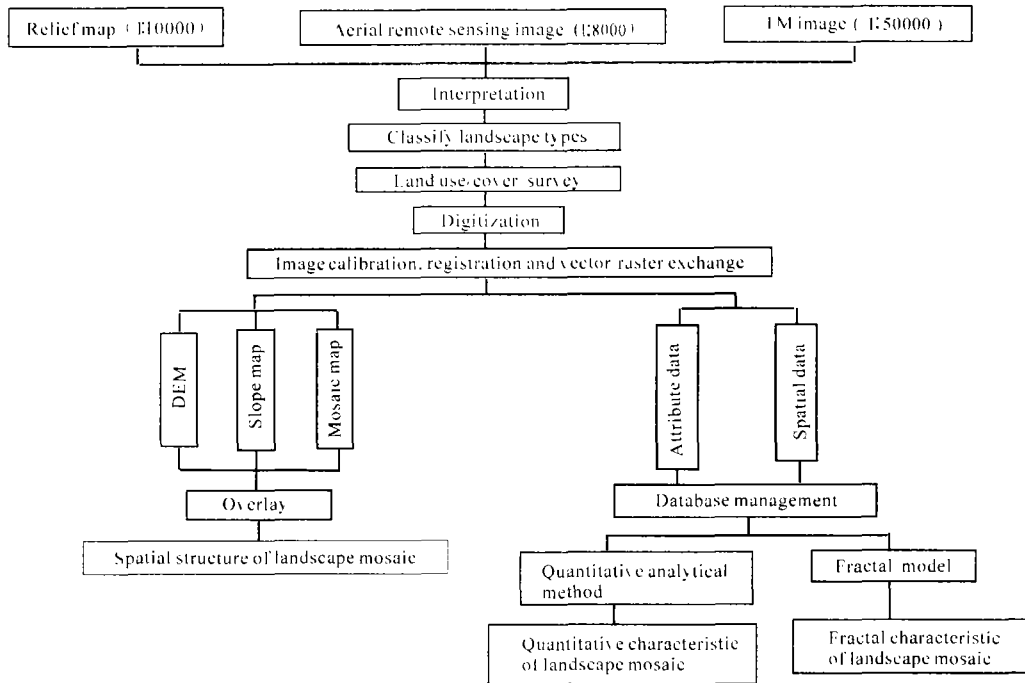 Relief map (1:10000)
Aerial remote sensing image (1:8000)
TM image (1:50000)
Interpretation
Classify landscape types
Land use/cover survey
Digitization
Image calibration, registration and vector raster exchange
DEM
Slope map
Mosaic map
Attribute data
Spatial data
Overlay
Database management
Spatial structure of landscape mosaic
Quantitative analytical
method
Fractal model
Quantitative characteristic
of landscape mosaic
Fractal characteristic
of landscape mosaic